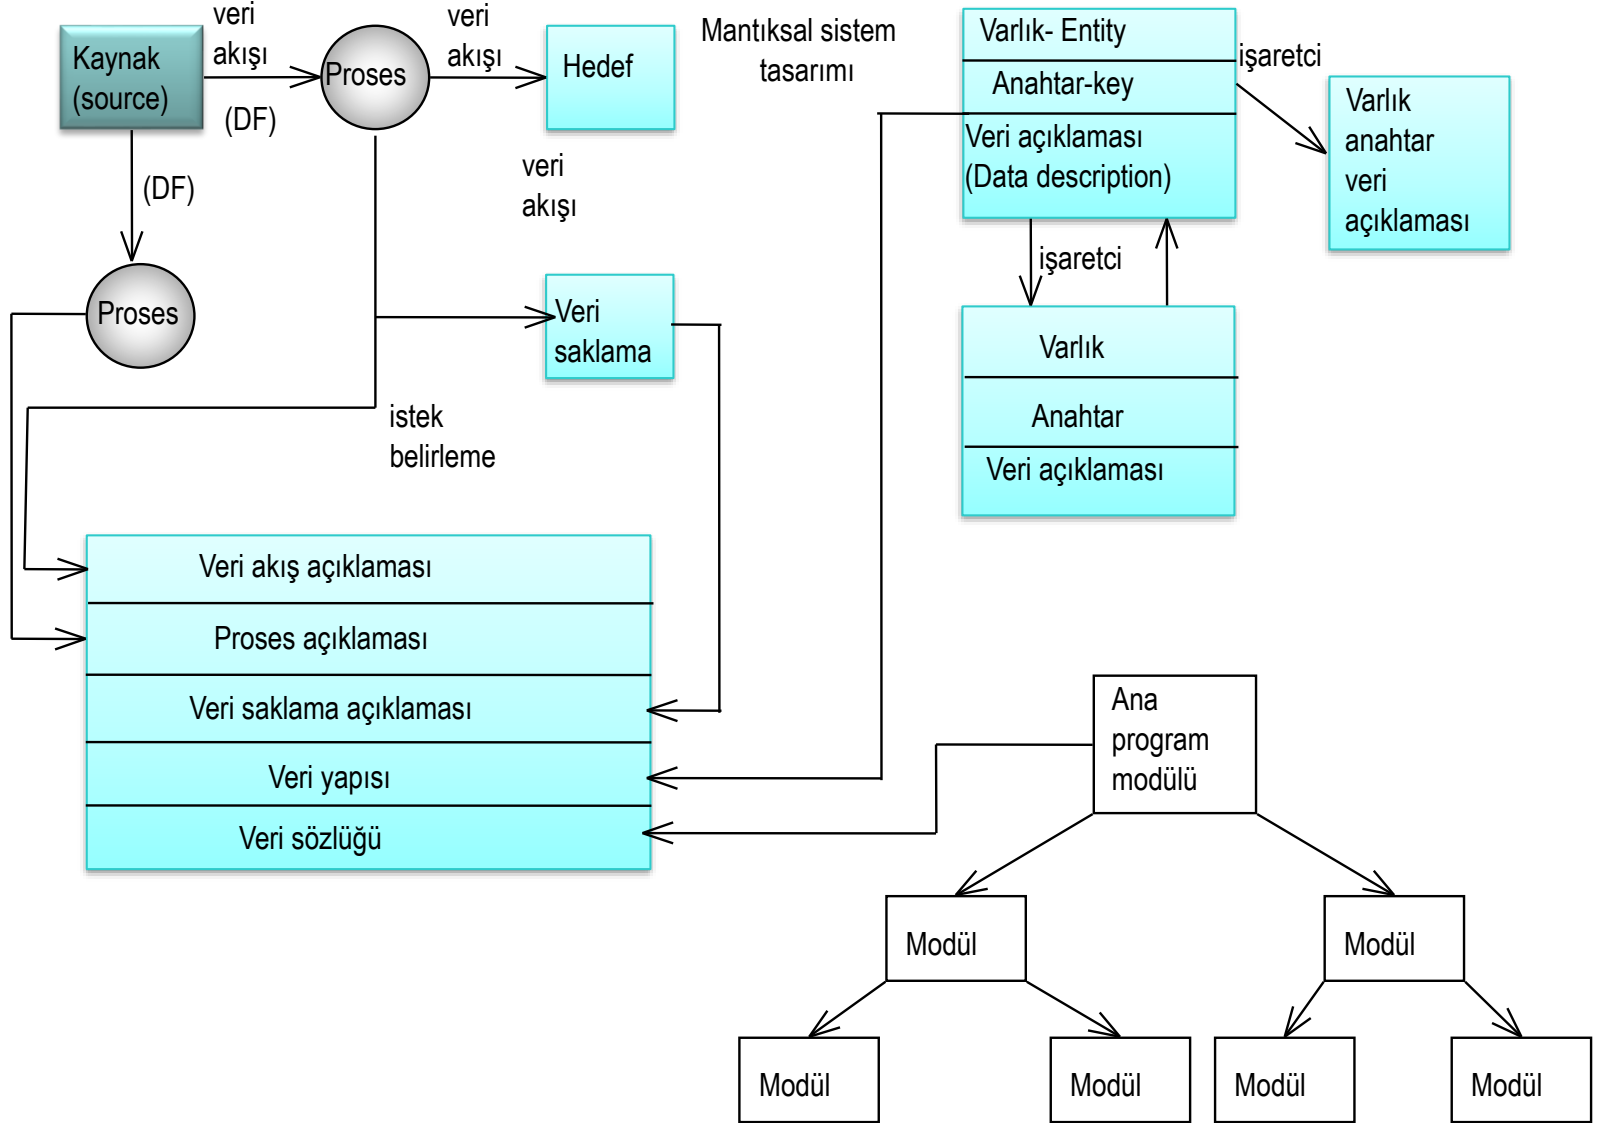 veri
akışı
Kaynak
(source)
(DF)
Proses
veri
akışı
Hedef
Mantıksal sistem
tasarımı
Varlık- Entity
Anahtar-key
Veri açıklaması
(Data description)
işaretci
Varlık
anahtar
veri
açıklaması
(DF)
veri
akışı
Proses
Veri
saklama
işaretci
Varlık
Anahtar
Veri açıklaması
istek
belirleme
Veri akış açıklaması
Proses açıklaması
Veri saklama açıklaması
Veri yapısı
Veri sözlüğü
Ana
program
modülü
Modül
Modül
Modül
Modül
Modül
Modül